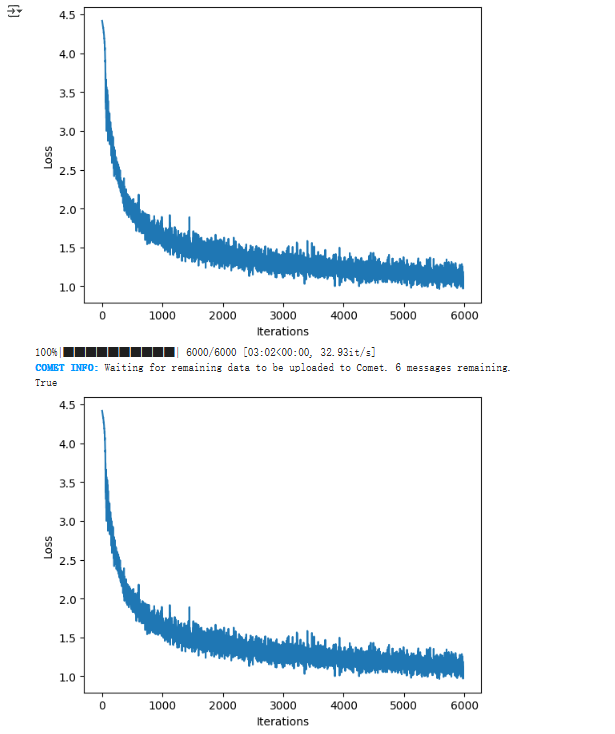 4.5
4.0
3.5
3.0
2.5
2.0
1.5
1.0
Loss
0 1000 2000 3000 4000 5000 6000
Iterations
100%| | 6000/6000 [03:02<00:00, 32.93it/s]
COMET INFO: Waiting for remaining data to be uploaded to Comet. 6 messages remaining.
True
4.5
4.0
3.5
3.0
2.5
2.0
1.5
1.0
Loss
0 1000 2000 3000 4000 5000 6000
Iterations